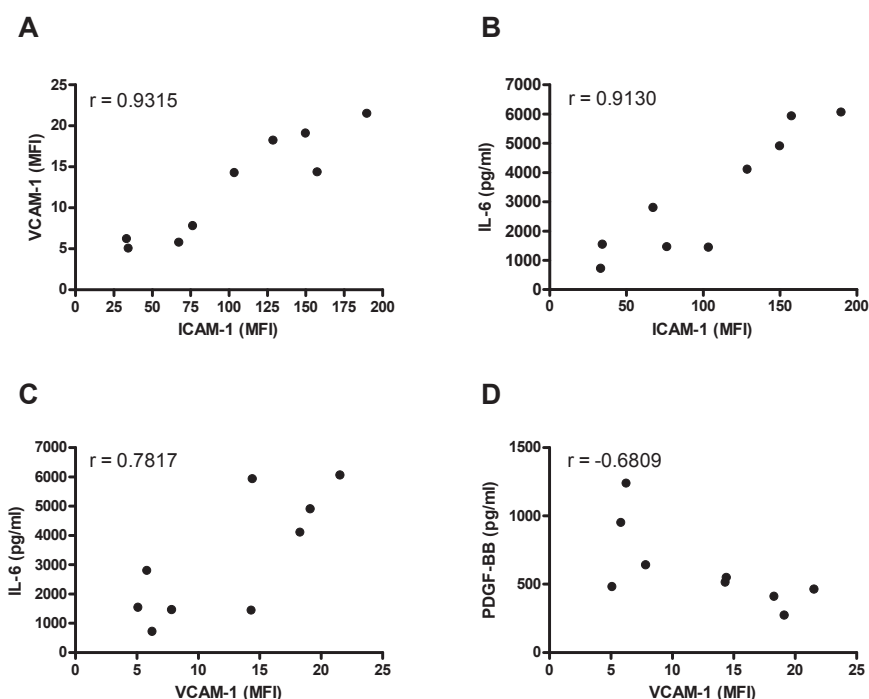 A
r = 0.9315
VCAM-1 (MFI)
25
20
15
10
5
0
0 25 50 75 100 125 150 175 200
ICAM-1 (MFI)
B
r = 0.9130
IL-6 (pg/ml)
7000
6000
5000
4000
3000
2000
1000
0
0 50 100 150 200
ICAM-1 (MFI)
C
r = 0.7817
IL-6 (pg/ml)
7000
6000
5000
4000
3000
2000
1000
0
0 5 10 15 20 25
VCAM-1 (MFI)
D
r = -0.6809
PDGF-BB (pg/ml)
1500
1000
500
0
0 5 10 15 20 25
VCAM-1 (MFI)